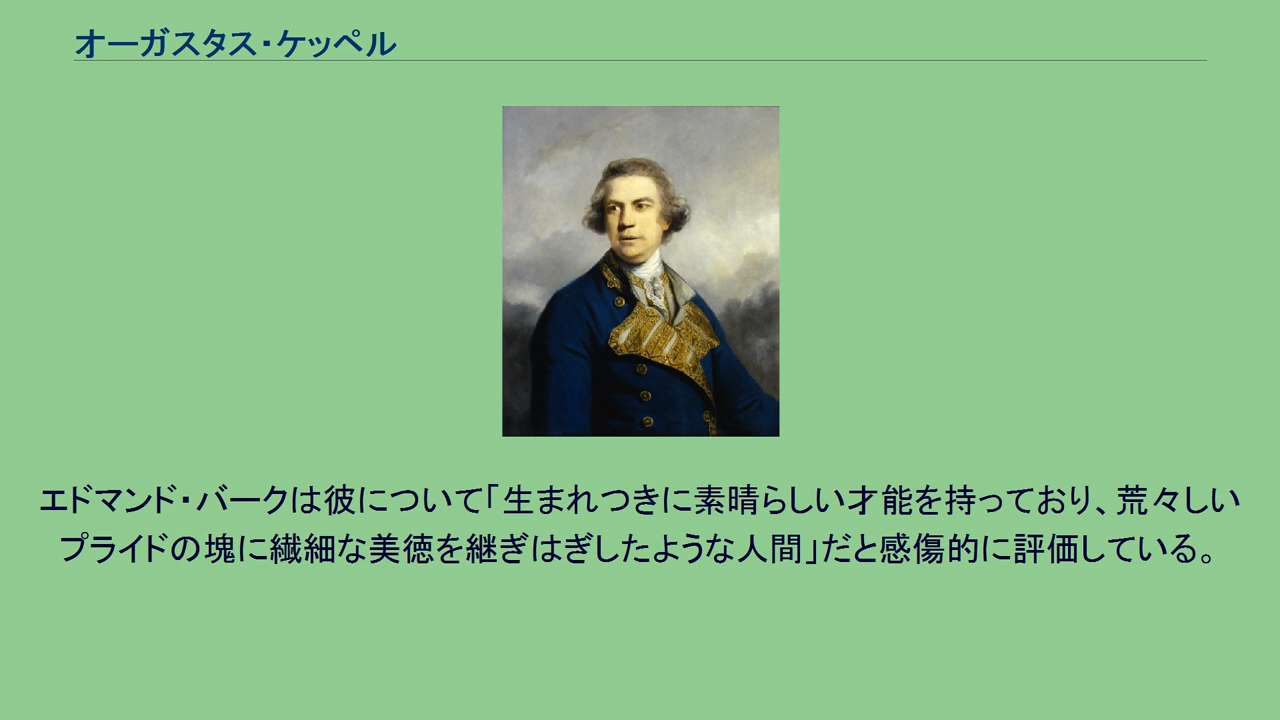 オーガスタス・ケッペル
エドマンド・バークは彼について「生まれつきに素晴らしい才能を持っており、荒々しい
プライドの塊に繊細な美徳を継ぎはぎしたような人間」だと感傷的に評価している。